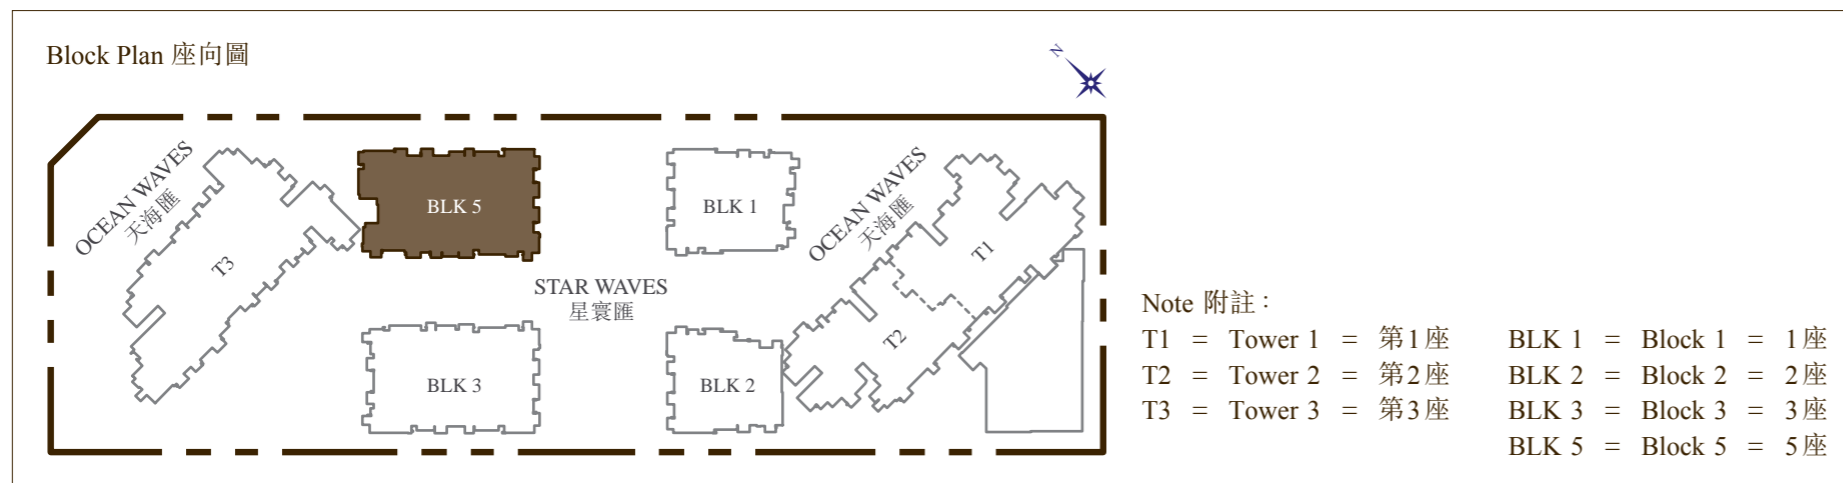 Block Plan 座向圖
N
OCEAN WAVES
天海匯
T3
BLK 5
BLK 1
OCEAN WAVES
天海匯
T1
STAR WAVES
星寰匯
T2
BLK 3
BLK 2
Note 附註：
T1 = Tower 1 = 第1座
T2 = Tower 2 = 第2座
T3 = Tower 3 = 第3座
BLK 1 = Block 1 = 1座
BLK 2 = Block 2 = 2座
BLK 3 = Block 3 = 3座
BLK 5 = Block 5 = 5座